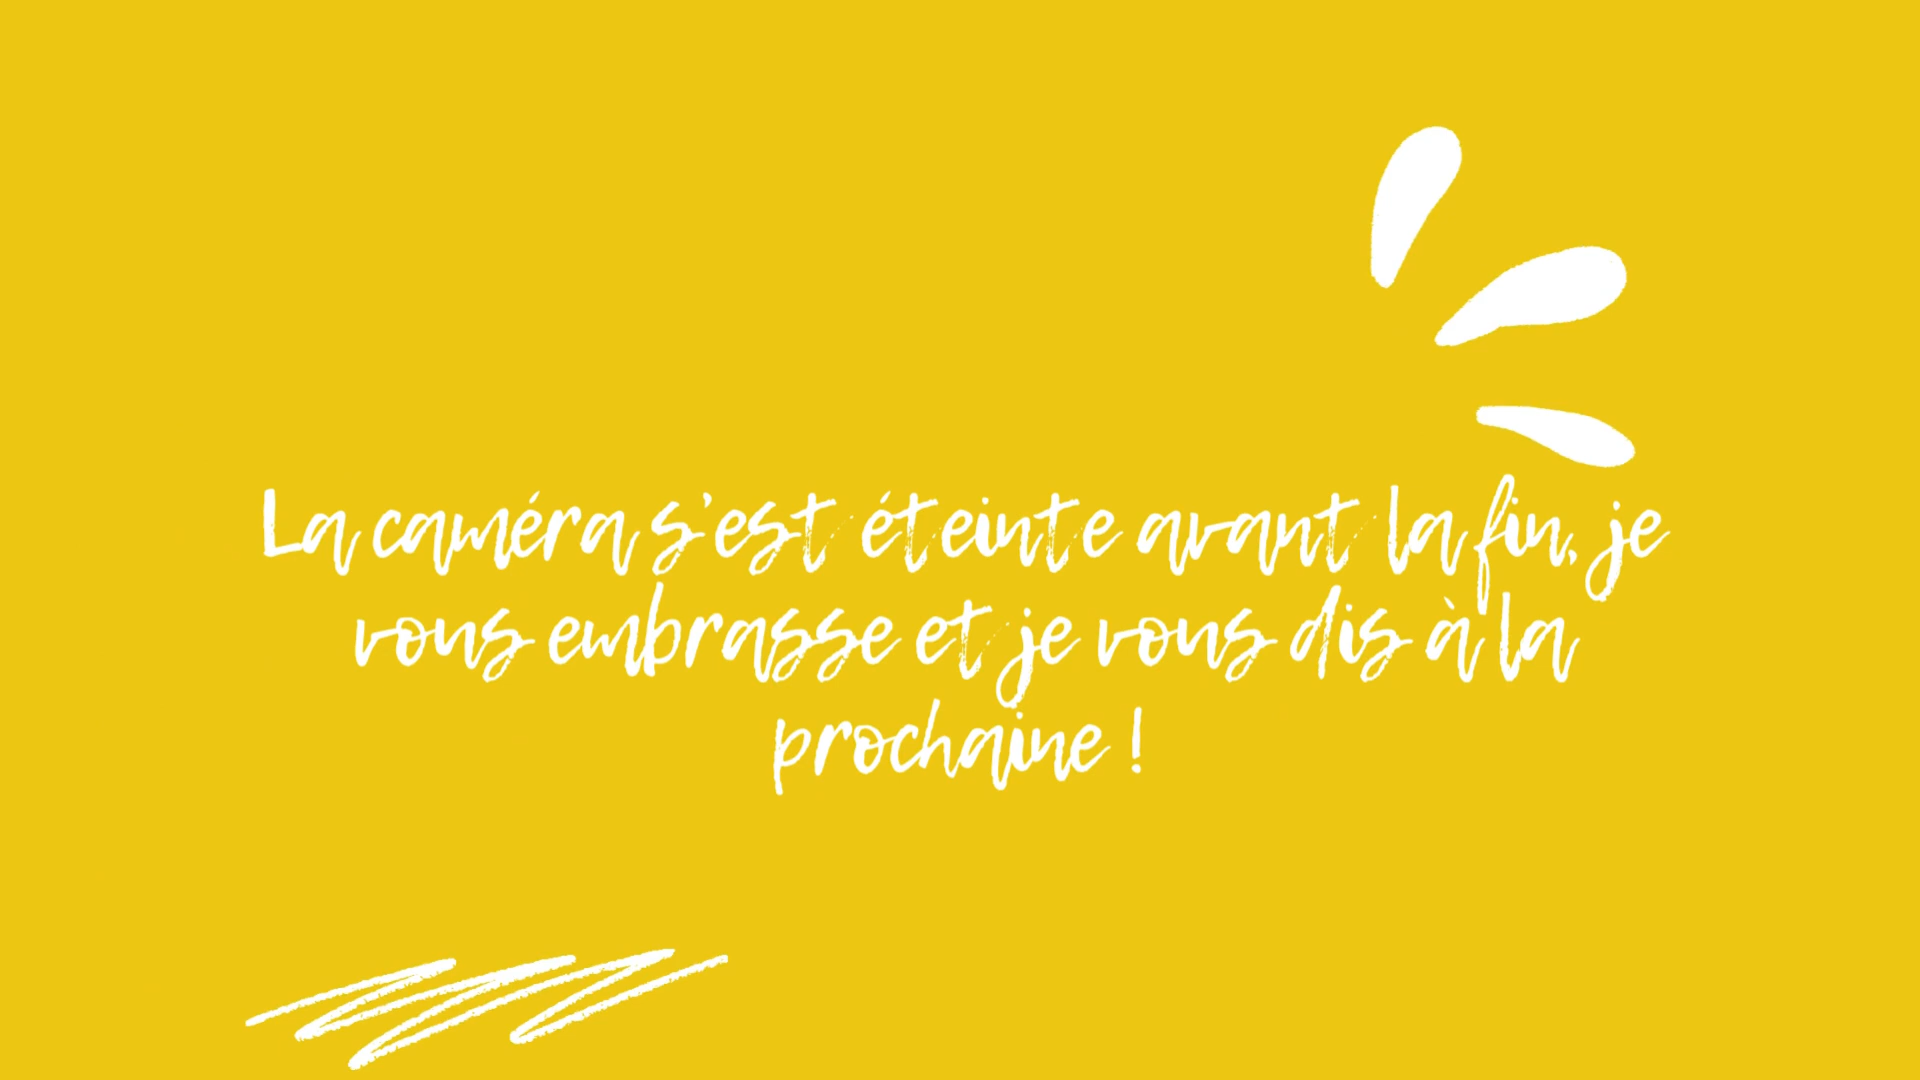 La caméra s'est éteinte avant la fin, je
vous embrasse et je vous dis à la
prochaine !